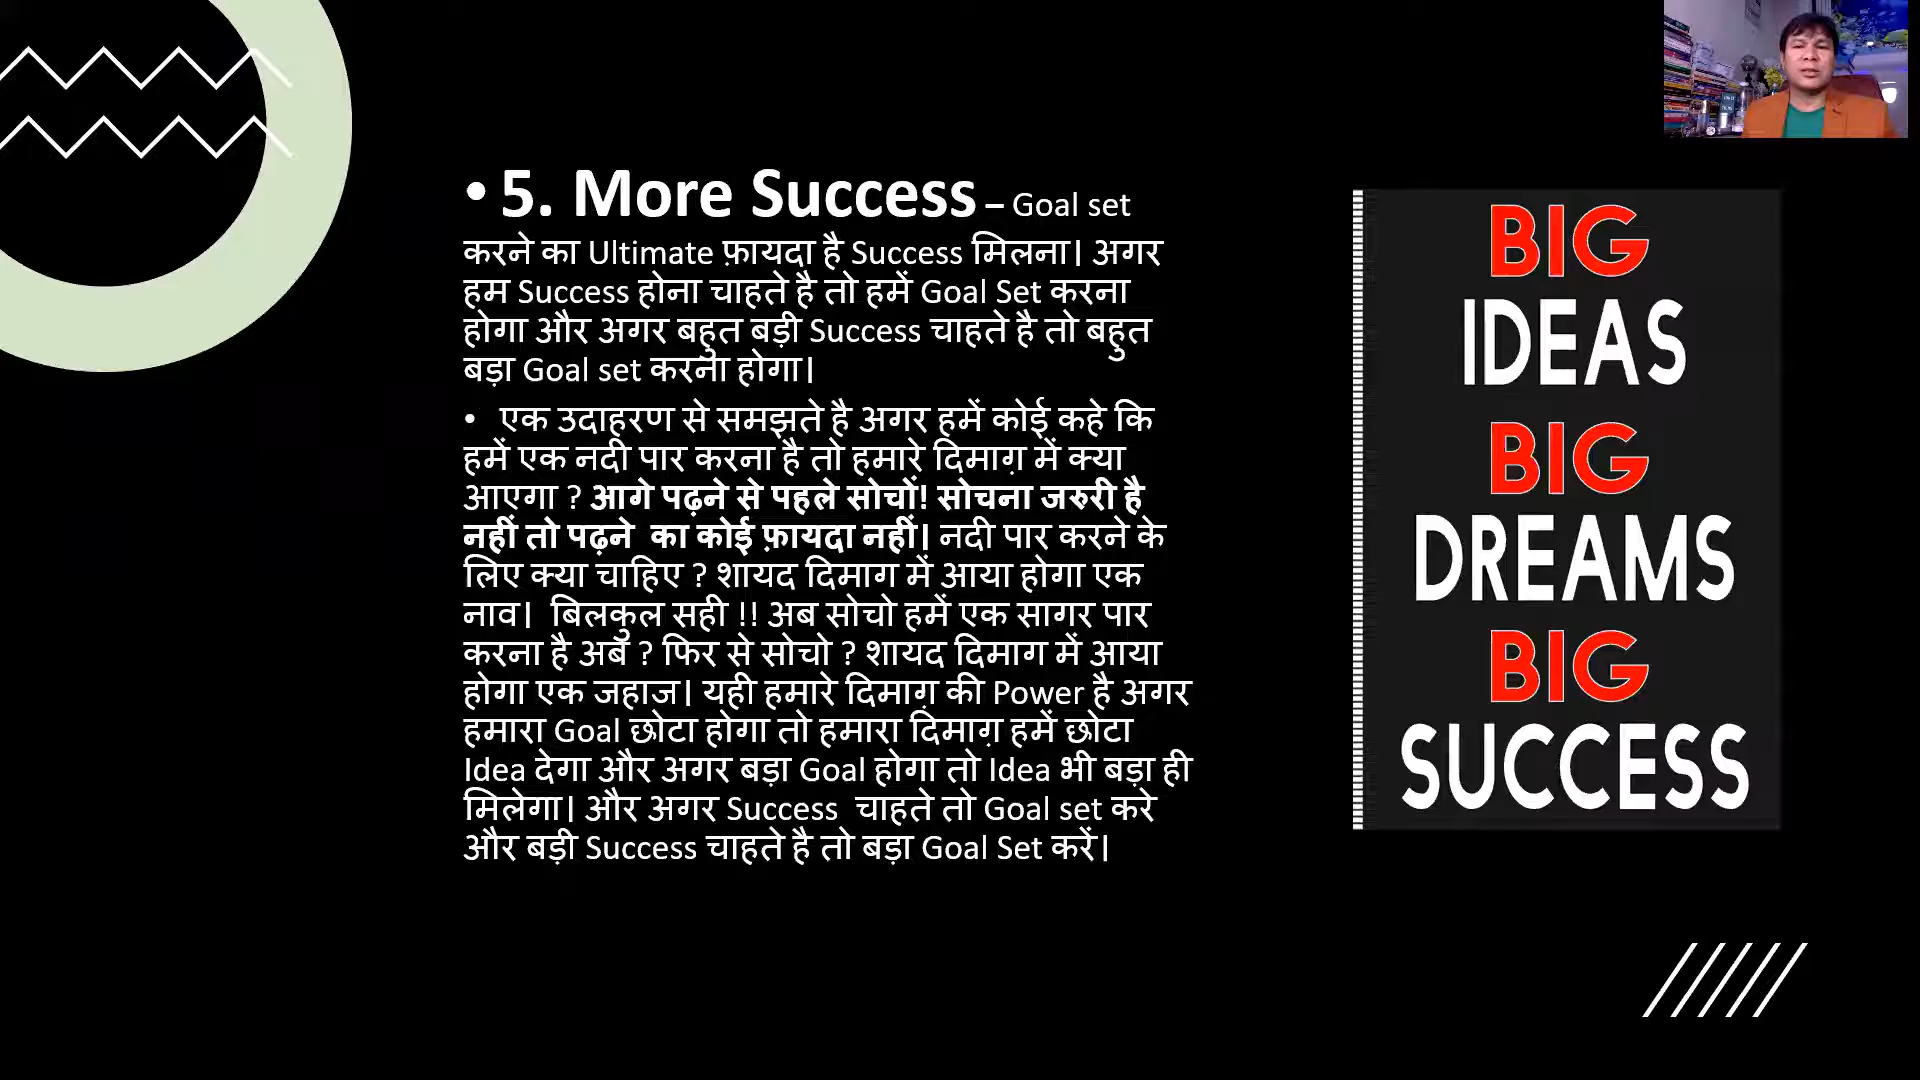 • 5. More Success – Goal set
करने का Ultimate फ़ायदा है Success मिलना। अगर
हम Success होना चाहते है तो हमें Goal Set करना
होगा और अगर बहुत बड़ी Success चाहते है तो बहुत
बड़ा Goal set करना होगा।
• एक उदाहरण से समझते है अगर हमें कोई कहे कि
हमें एक नदी पार करना है तो हमारे दिमाग़ में क्या
आएगा ? आगे पढ़ने से पहले सोचों! सोचना जरुरी है
नहीं तो पढ़ने का कोई फ़ायदा नहीं। नदी पार करने के
लिए क्या चाहिए ? शायद दिमाग में आया होगा एक
नाव। बिलकुल सही !! अब सोचो हमें एक सागर पार
करना है अब ? फिर से सोचो ? शायद दिमाग में आया
होगा एक जहाज। यही हमारे दिमाग़ की Power है अगर
हमारा Goal छोटा होगा तो हमारा दिमाग़ हमें छोटा
Idea देगा और अगर बड़ा Goal होगा तो Idea भी बड़ा ही
मिलेगा। और अगर Success चाहते तो Goal set करे
और बड़ी Success चाहते है तो बड़ा Goal Set करें।
BIG
IDEAS
BIG
DREAMS
BIG
SUCCESS